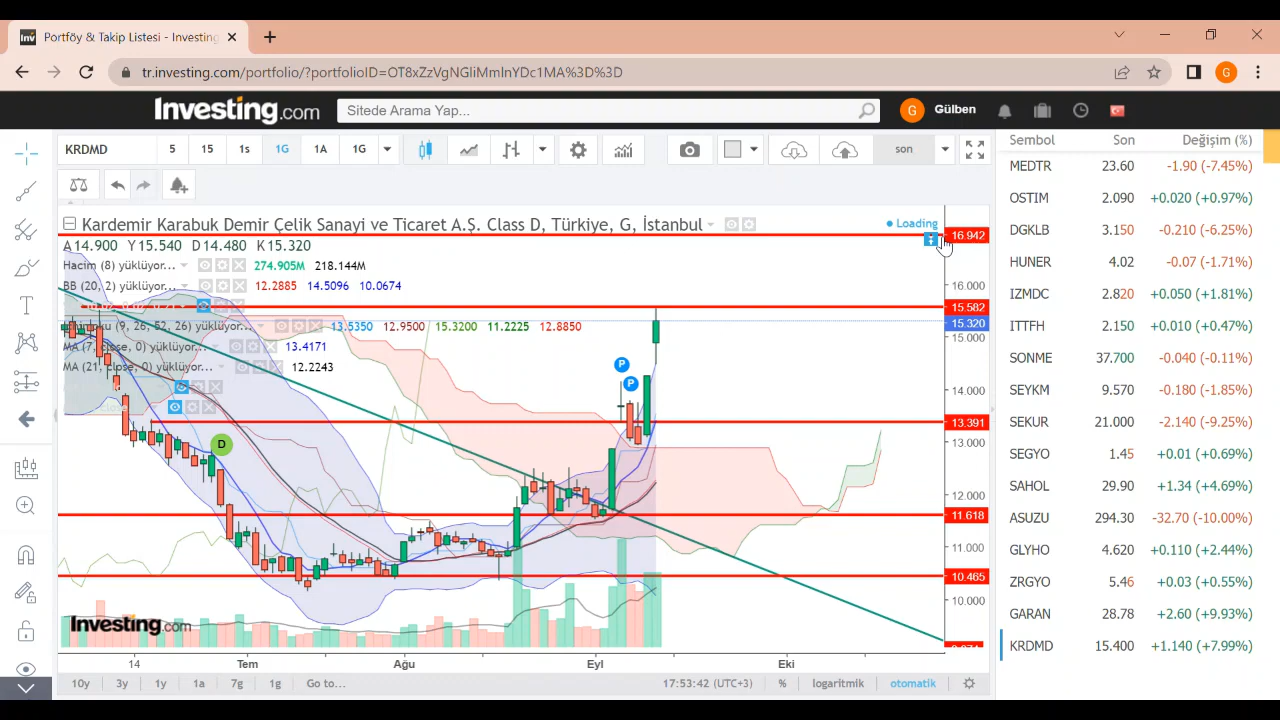 Portföy & Takip Listesi - Investing
tr.investing.com/portfolio/?portfolioID=OT8xZzVgNGliMmlnYDc1MA%3D%3D
G
Investing.com
Sitede Arama Yap...
G Gülben
KRDMD 5 15 1s 1G 1A 1G son
Sembol Son Değişim (%)
MEDTR 23.60 -1.90 (-7.45%)
OSTIM 2.090 +0.020 (+0.97%)
DGKLB 3.150 -0.210 (-6.25%)
HUNER 4.02 -0.07 (-1.71%)
IZMDC 2.820 +0.050 (+1.81%)
ITTFH 2.150 +0.010 (+0.47%)
SONME 37.700 -0.040 (-0.11%)
SEYKM 9.570 -0.180 (-1.85%)
SEKUR 21.000 -2.140 (-9.25%)
SEGYO 1.45 +0.01 (+0.69%)
SAHOL 29.90 +1.34 (+4.69%)
ASUZU 294.30 -32.70 (-10.00%)
GLYHO 4.620 +0.110 (+2.44%)
ZRGYO 5.46 +0.03 (+0.55%)
GARAN 28.78 +2.60 (+9.93%)
KRDMD 15.400 +1.140 (+7.99%)
Kardemir Karabuk Demir Çelik Sanayi ve Ticaret A.Ş. Class D, Türkiye, G, İstanbul
Loading
A14.900 Y15.540 D14.480 K15.320
Hacim (8) yüklüyor... 274.905M 218.144M
BB (20, 2) yüklüyor... 12.2885 14.5096 10.0674
(9, 26, 52, 26) yüklüyor... 13.5350 12.9500 15.3200 11.2225 12.8850
MA (7, close, 0) yüklüyor... 13.4171
MA (21, close, 0) yüklüyor... 12.2243
16.942
16.000
15.582
15.320
15.000
14.000
13.391
13.000
12.000
11.618
11.000
10.465
10.000
P
P
D
Investing.com
14 Tem Ağu Eyl Eki
10y 3y 1y 1a 7g 1g Go to... 17:53:42 (UTC+3) % logaritmik otomatik